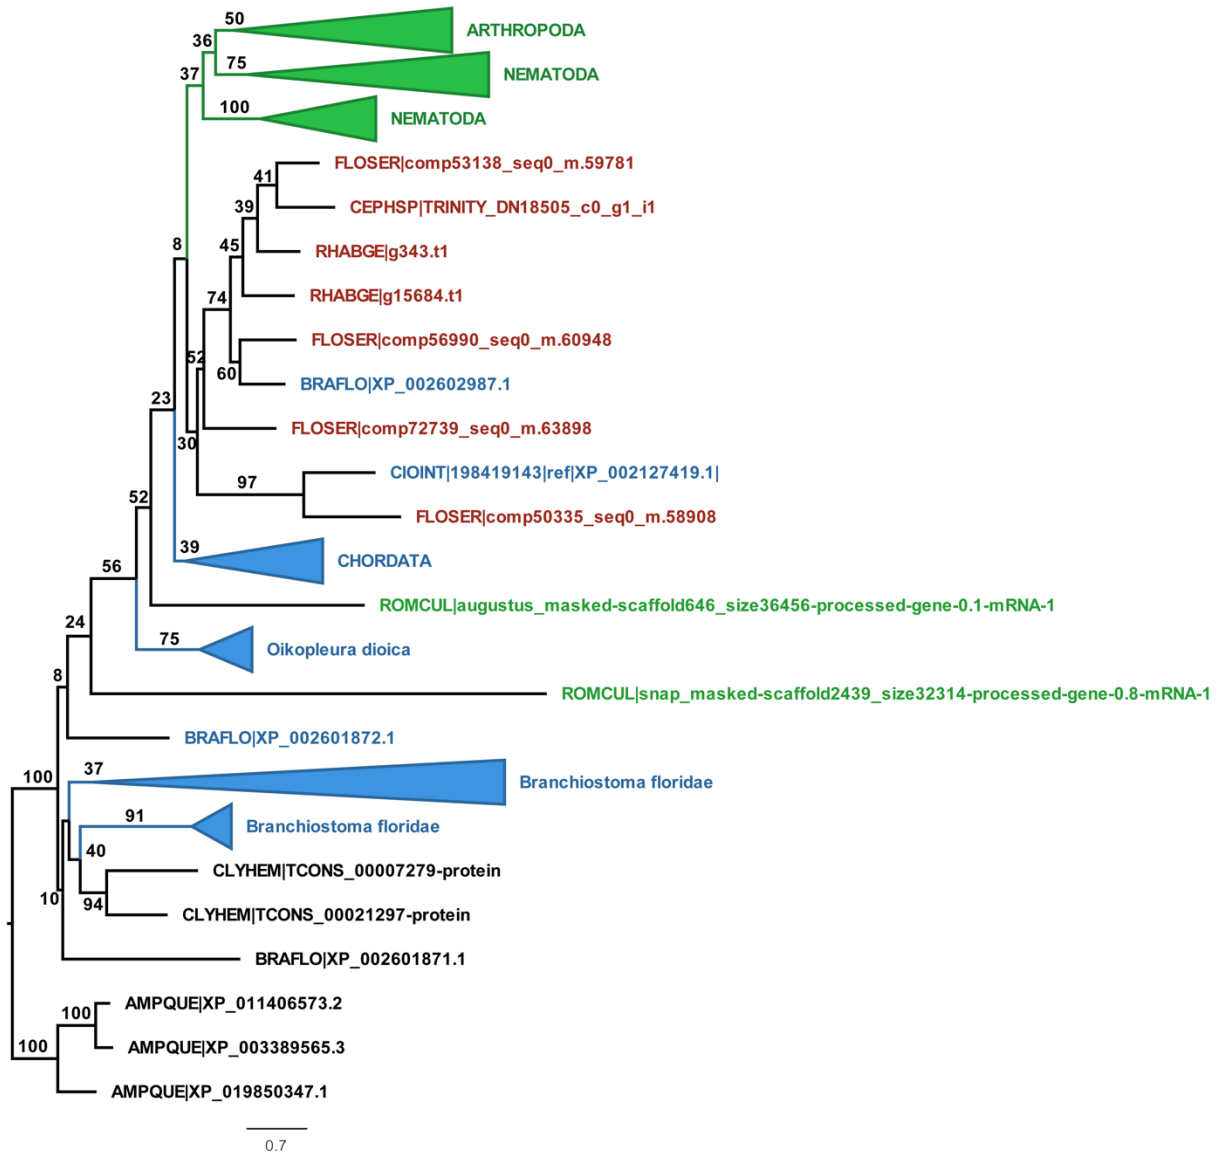 50
ARTHROPODA
36
75
NEMATODA
37
100
NEMATODA
FLOSER|comp53138_seq0_m.59781
41
CEPHSP|TRINITY_DN18505_c0_g1_i1
39
8
45
RHABGE|g343.t1
74
RHABGE|g15684.t1
FLOSER|comp56990_seq0_m.60948
52
60
BRAFLO|XP_002602987.1
23
FLOSER|comp72739_seq0_m.63898
30
CIOINT|198419143|ref|XP_002127419.1|
97
52
FLOSER|comp50335_seq0_m.58908
39
CHORDATA
56
ROMCUL|augustus_masked-scaffold646_size36456-processed-gene-0.1-mRNA-1
24
75
Oikopleura dioica
8
ROMCUL|snap_masked-scaffold2439_size32314-processed-gene-0.8-mRNA-1
BRAFLO|XP_002601872.1
100
37
Branchiostoma floridae
91
Branchiostoma floridae
40
CLYHEM|TCONS_00007279-protein
10
94
CLYHEM|TCONS_00021297-protein
BRAFLO|XP_002601871.1
AMPQUE|XP_011406573.2
100
100
AMPQUE|XP_003389565.3
AMPQUE|XP_019850347.1
0.7